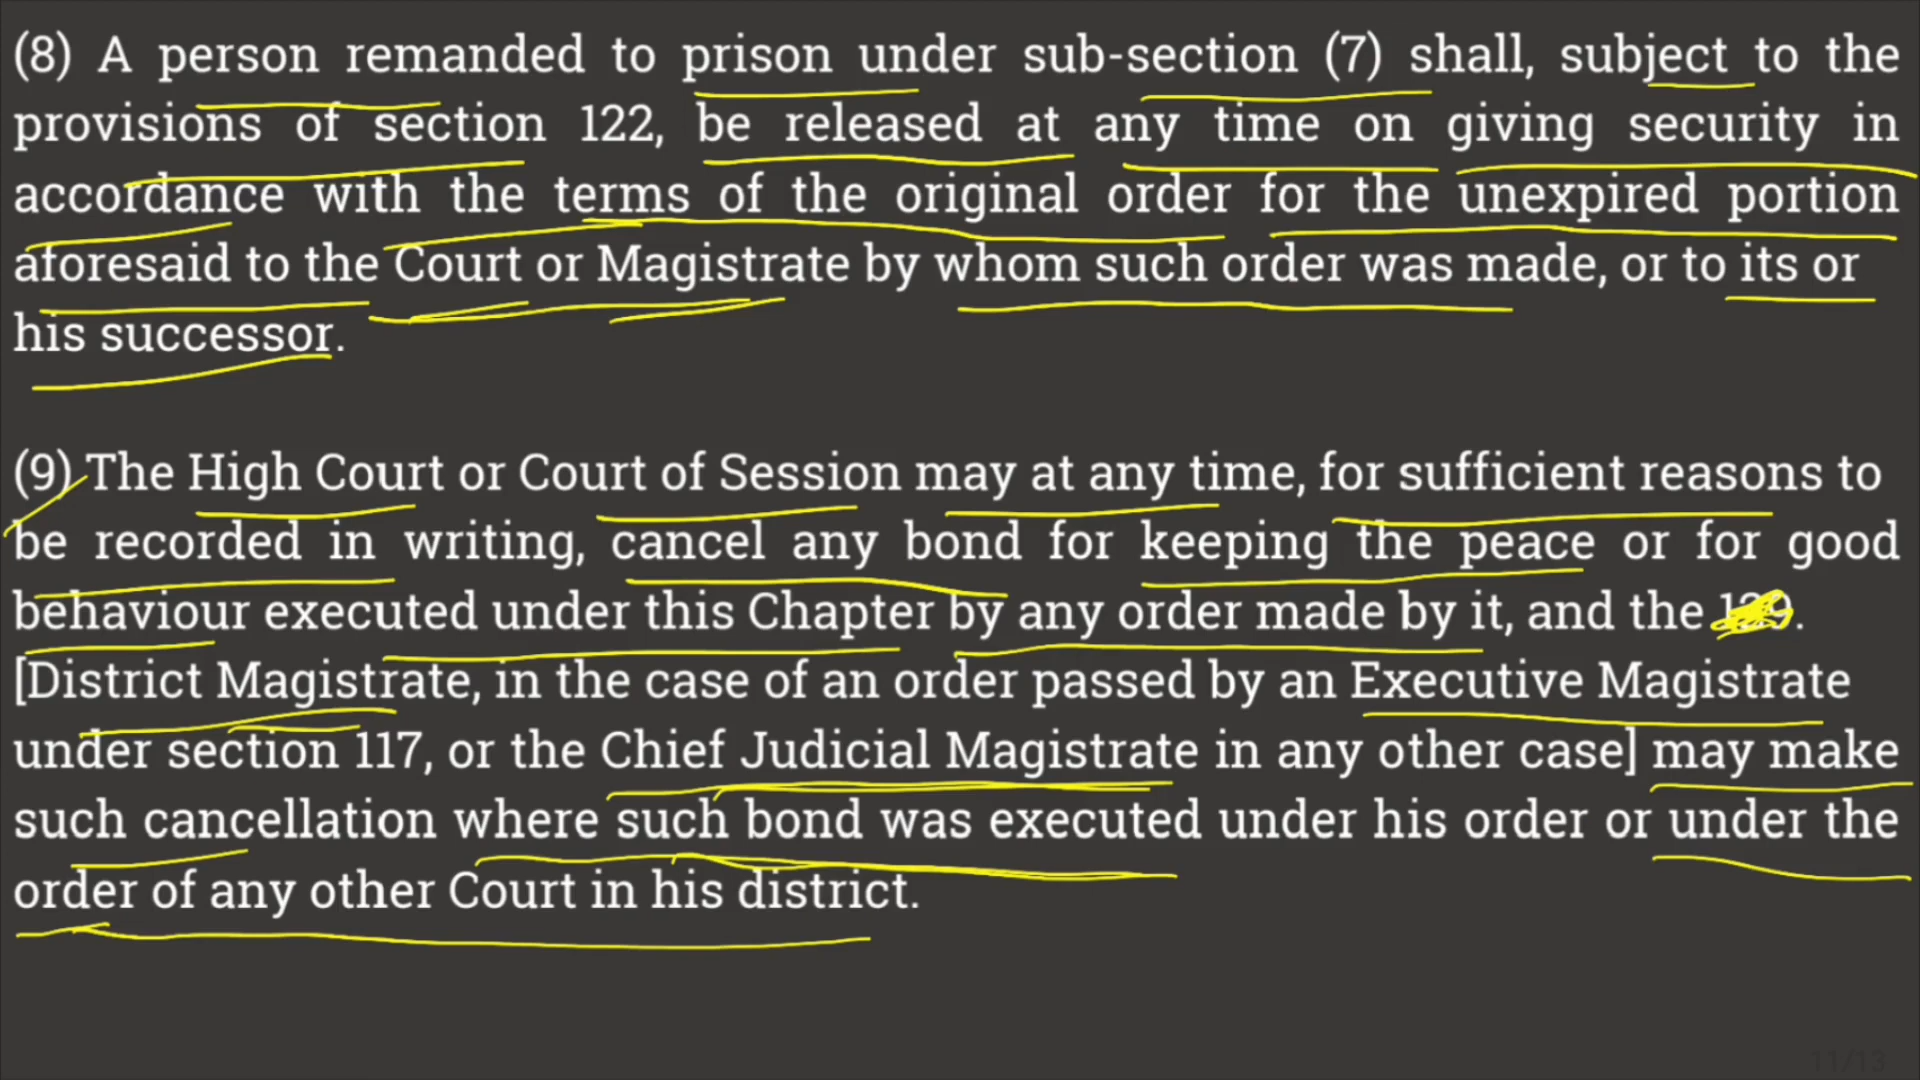 (8) A person remanded to prison under sub-section (7) shall, subject to the
provisions of section 122, be released at any time on giving security in
accordance with the terms of the original order for the unexpired portion
aforesaid to the Court or Magistrate by whom such order was made, or to its or
his successor.
(9) The High Court or Court of Session may at any time, for sufficient reasons to
be recorded in writing, cancel any bond for keeping the peace or for good
behaviour executed under this Chapter by any order made by it, and the
[District Magistrate, in the case of an order passed by an Executive Magistrate
under section 117, or the Chief Judicial Magistrate in any other case] may make
such cancellation where such bond was executed under his order or under the
order of any other Court in his district.
11/13